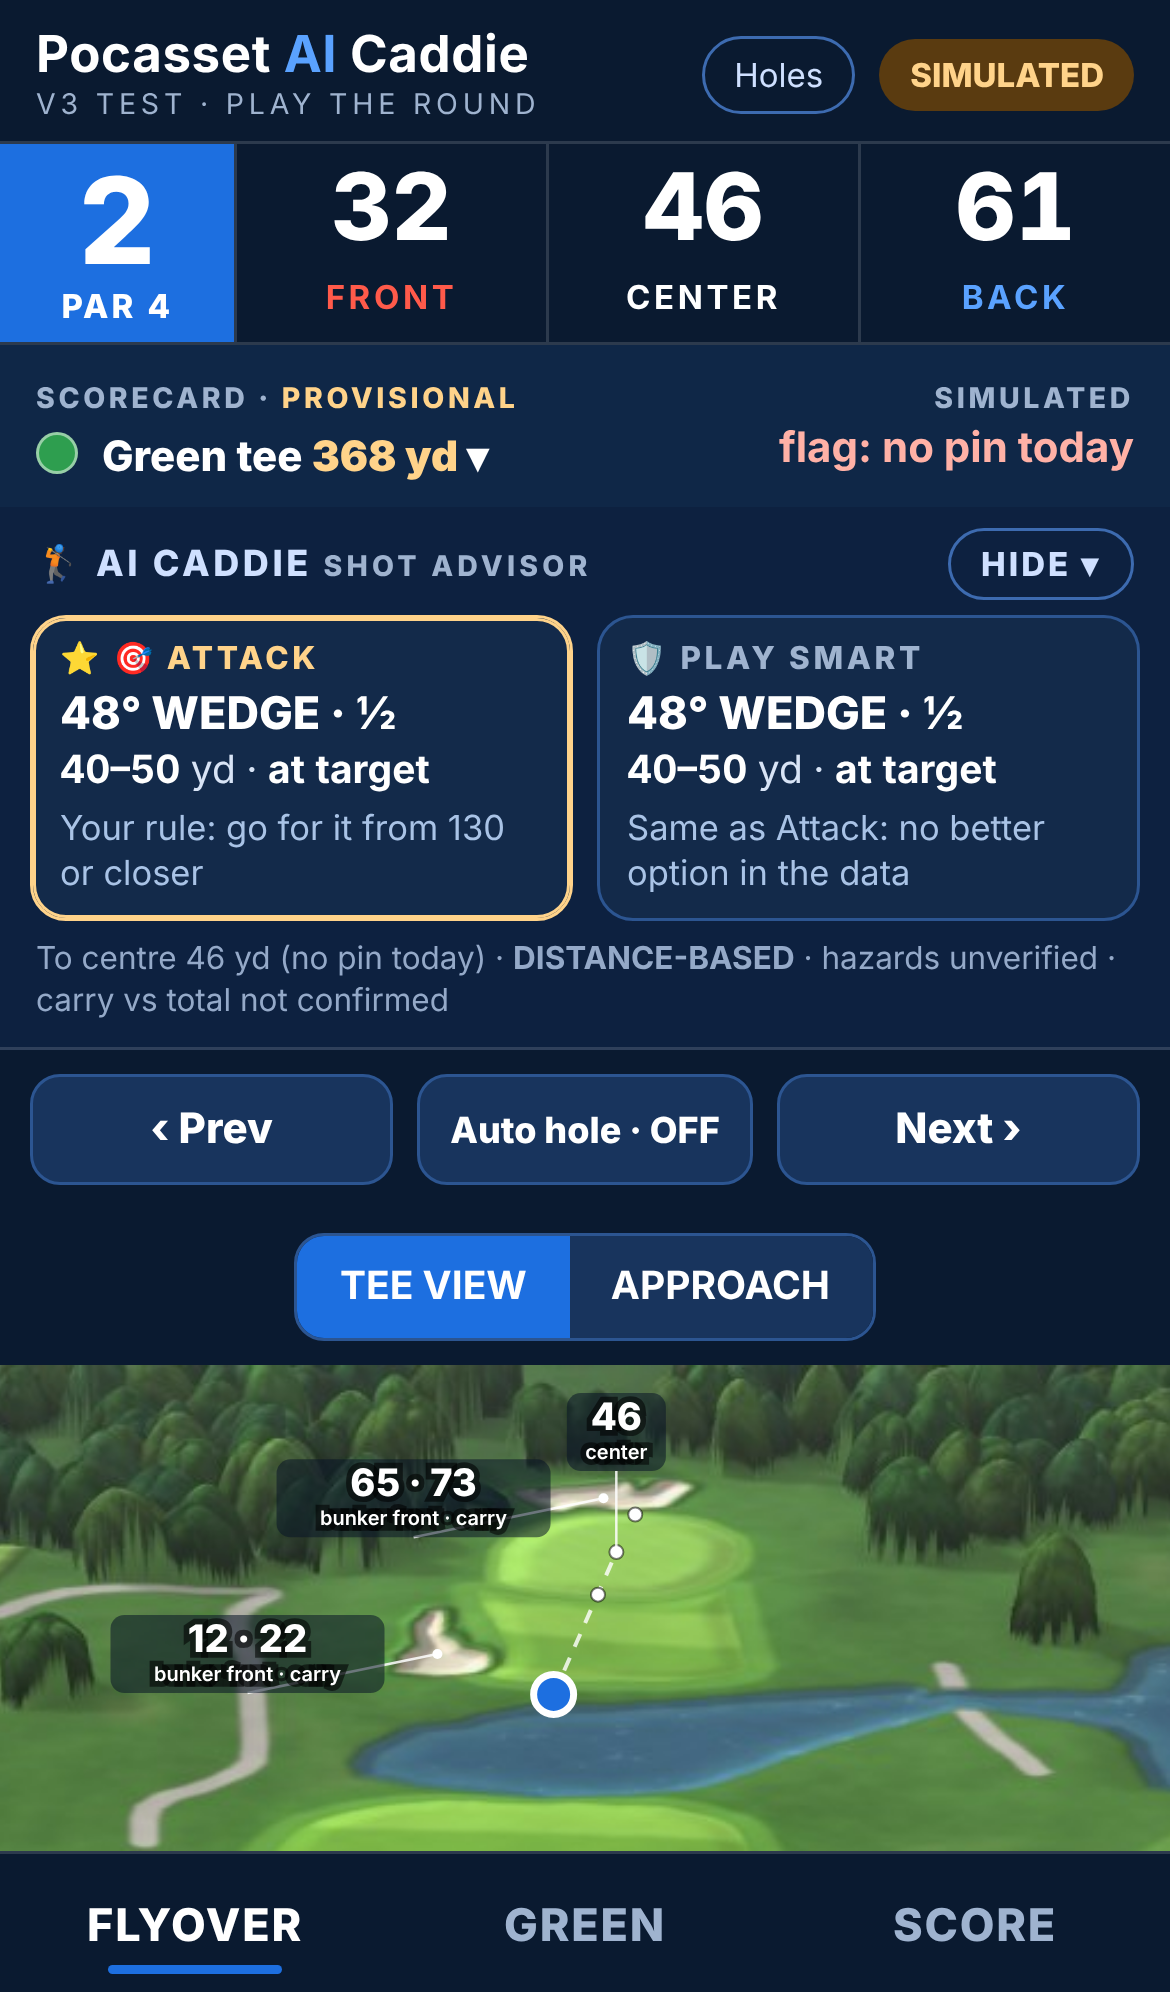 Pocasset AI Caddie
V3 TEST · PLAY THE ROUND
Holes
SIMULATED
2
PAR 4
32
FRONT
46
CENTER
61
BACK
SCORECARD · PROVISIONAL
Green tee 368 yd ▾
SIMULATED
flag: no pin today
AI CADDIE SHOT ADVISOR
HIDE ▾
ATTACK
48° WEDGE · ½
40–50 yd · at target
Your rule: go for it from 130
or closer
PLAY SMART
48° WEDGE · ½
40–50 yd · at target
Same as Attack: no better
option in the data
To centre 46 yd (no pin today) · DISTANCE-BASED · hazards unverified ·
carry vs total not confirmed
‹ Prev
Auto hole · OFF
Next ›
TEE VIEW
APPROACH
46
center
65 · 73
bunker front · carry
12 · 22
bunker front · carry
FLYOVER
GREEN
SCORE